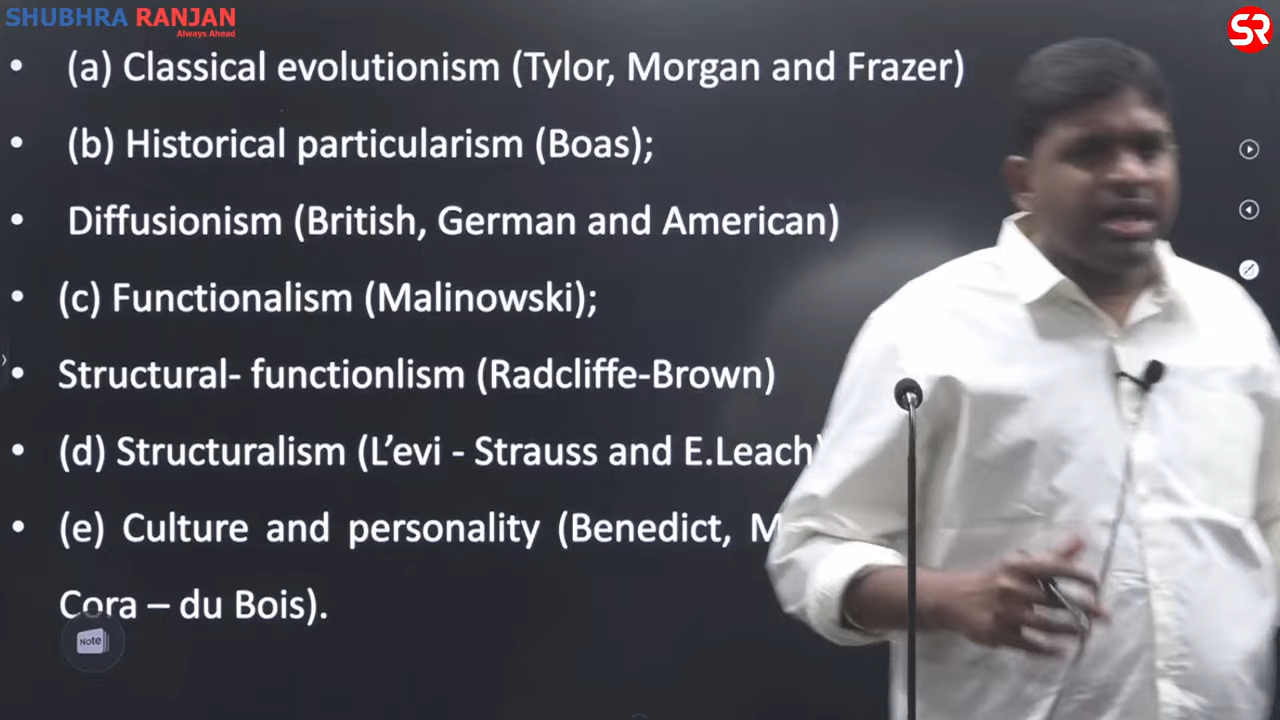 SHUBHRA RANJAN
Always Ahead
SR
• (a) Classical evolutionism (Tylor, Morgan and Frazer)
• (b) Historical particularism (Boas);
• Diffusionism (British, German and American)
• (c) Functionalism (Malinowski);
• Structural- functionlism (Radcliffe-Brown)
• (d) Structuralism (L’evi - Strauss and E.Leach)
• (e) Culture and personality (Benedict,
Cora – du Bois).
Note